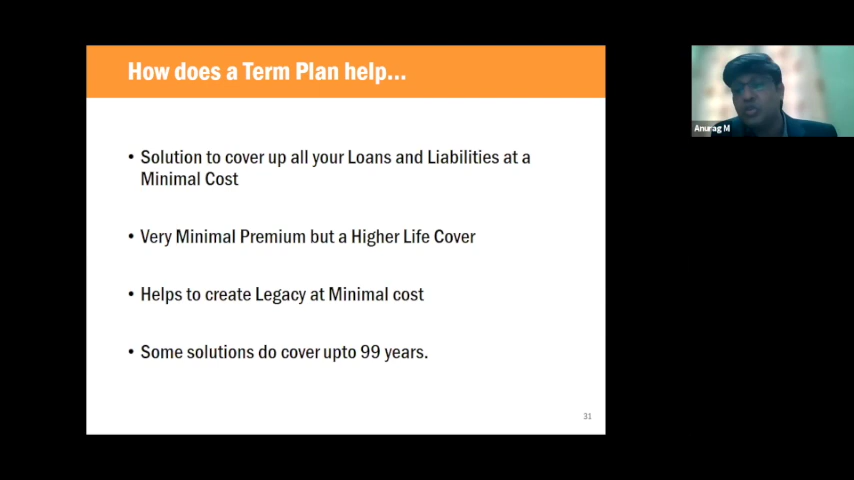 How does a Term Plan help...
• Solution to cover up all your Loans and Liabilities at a
Minimal Cost
• Very Minimal Premium but a Higher Life Cover
• Helps to create Legacy at Minimal cost
• Some solutions do cover upto 99 years.
31
Anurag M